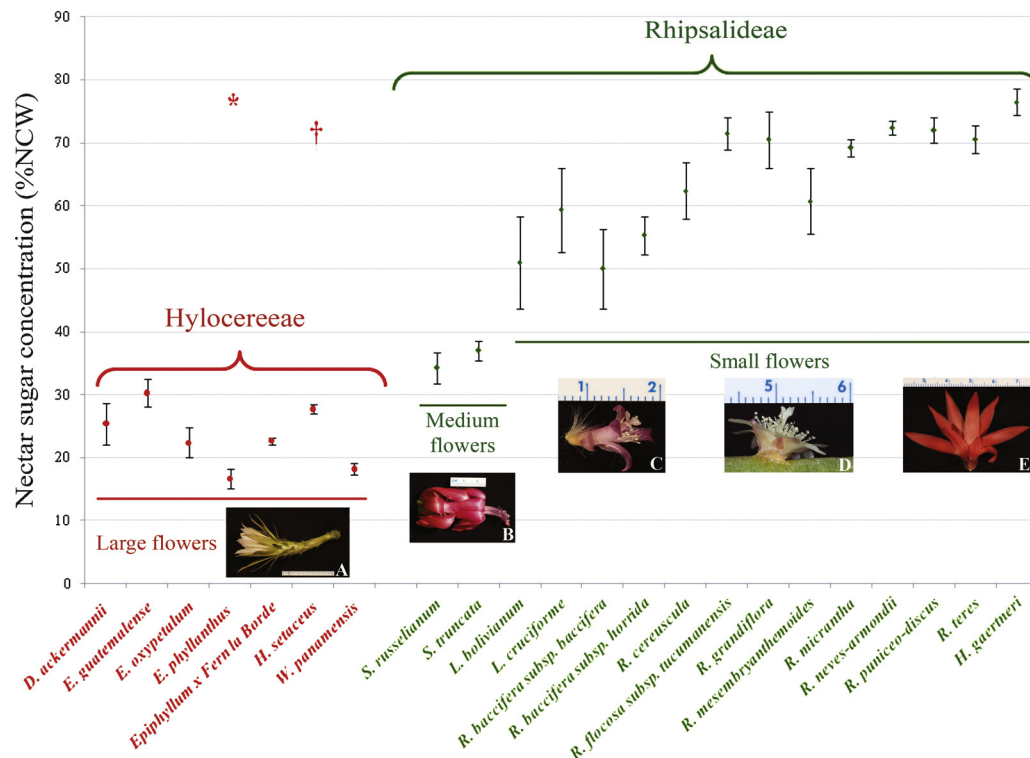 Nectar sugar concentration (%NCW)
90
80
70
60
50
40
30
20
10
0
Rhipsalideae
*
†
Hylocereeae
Large flowers
Medium
flowers
Small flowers
A
B
1 2
C
5 6
D
E
D. ackermannii
E. guatemalense
E. oxypetalum
E. phyllanthus
Epiphyllum x Fern la Borde
H. setaceus
W. panamensis
S. russelianum
S. truncata
L. bolivianum
L. cruciforme
R. baccifera subsp. baccifera
R. baccifera subsp. horrida
R. cereuscula
R. flocosa subsp. tucumanensis
R. grandiflora
R. mesembryanthemoides
R. micrantha
R. neves-armondii
R. puniceo-discus
R. teres
H. gaertneri